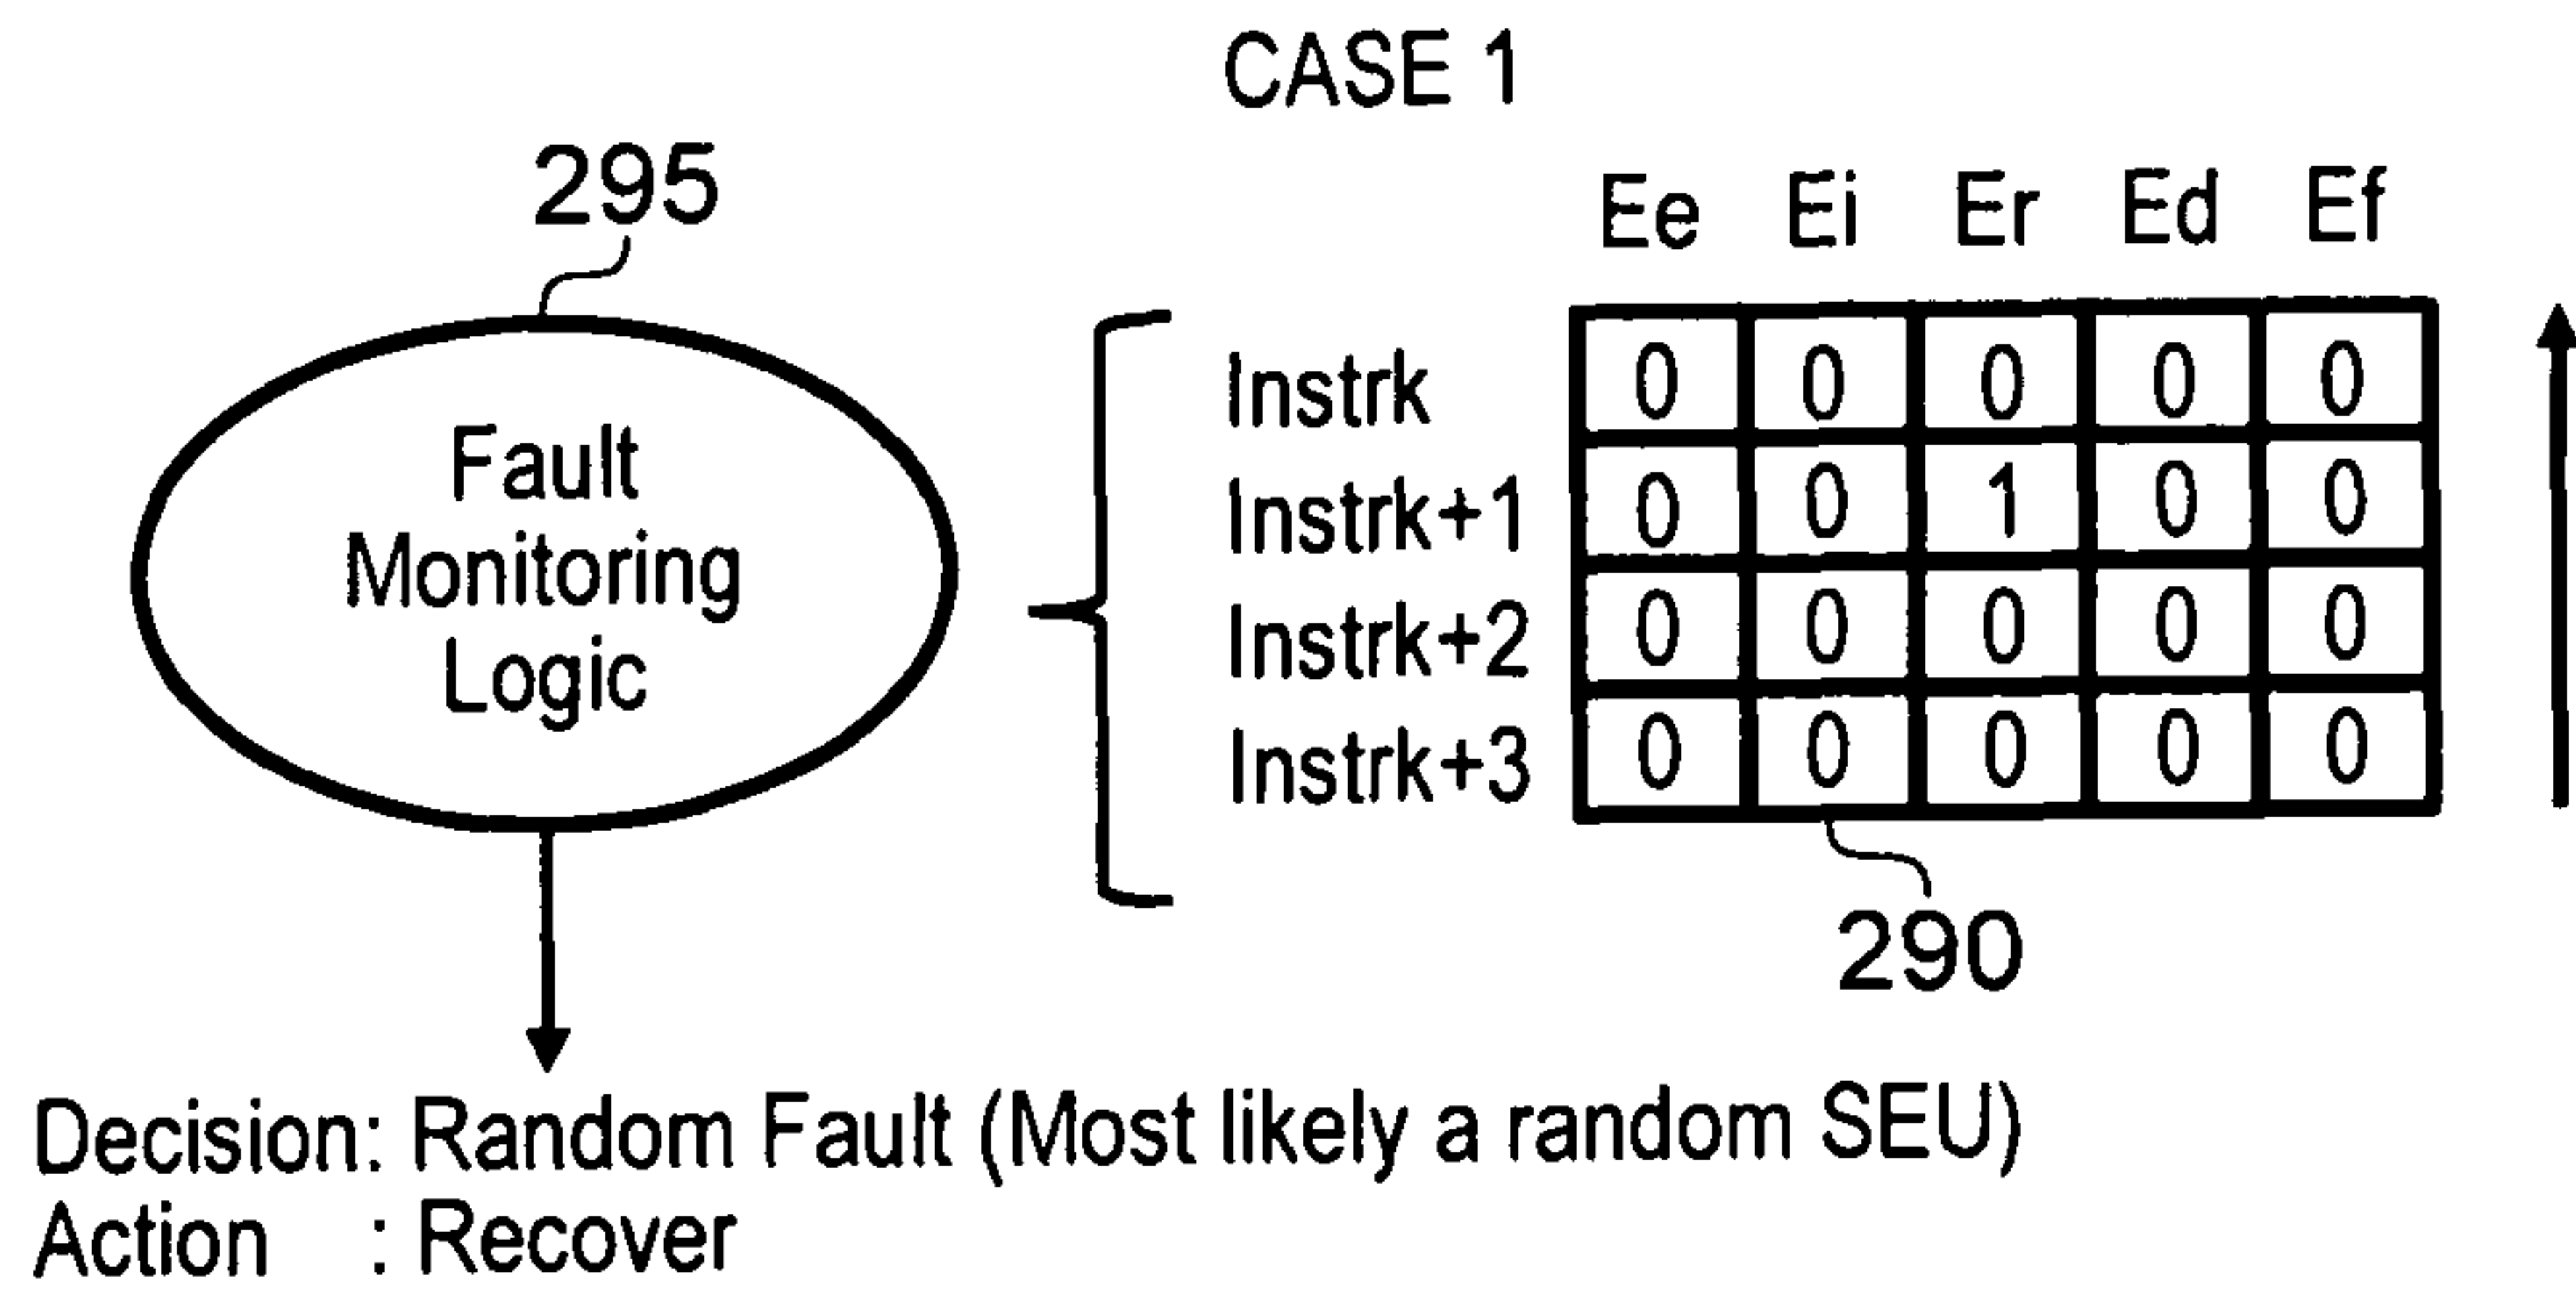 CASE 1
295
Ee Ei Er Ed Ef
Fault
Monitoring
Logic
Instrk 0 0 0 0 0
Instrk+1 0 0 1 0 0
Instrk+2 0 0 0 0 0
Instrk+3 0 0 0 0 0
290
Decision: Random Fault (Most likely a random SEU)
Action : Recover